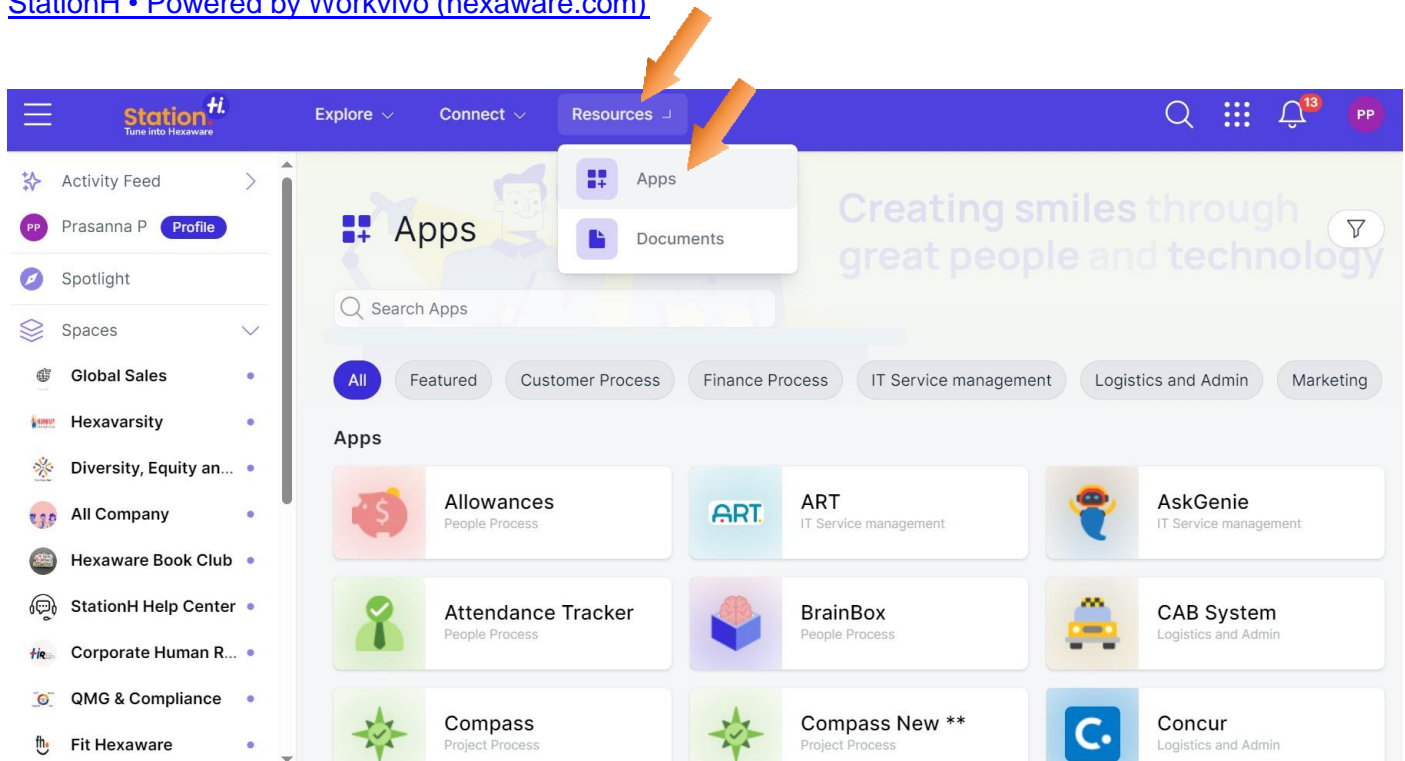 StationH • Powered by Workvivo (hexaware.com)
Station Hi.
Tune into Hexaware
Explore
Connect
Resources
13
PP
Activity Feed
PP
Prasanna P
Profile
Spotlight
Spaces
Global Sales
Hexavarsity
Diversity, Equity an...
All Company
Hexaware Book Club
StationH Help Center
Corporate Human R...
QMG & Compliance
Fit Hexaware
Apps
Documents
Apps
Creating smiles through
great people and technology
Search Apps
All
Featured
Customer Process
Finance Process
IT Service management
Logistics and Admin
Marketing
Apps
Allowances
People Process
ART
ART
IT Service management
AskGenie
IT Service management
Attendance Tracker
People Process
BrainBox
People Process
CAB System
Logistics and Admin
Compass
Project Process
Compass New **
Project Process
C.
Concur
Logistics and Admin